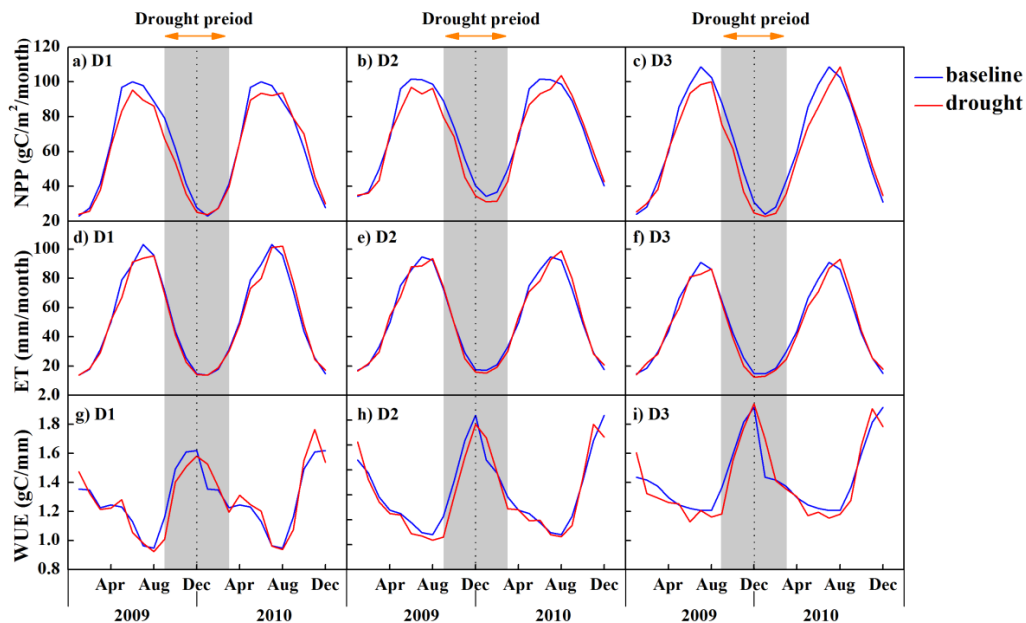 Drought preiod Drought preiod Drought preiod
120 a) D1 b) D2 c) D3
baseline
drought
100
80
60
40
20
NPP (gC/m²/month)
d) D1 e) D2 f) D3
100
80
60
40
20
ET (mm/month)
2.0
g) D1 h) D2 i) D3
1.8
1.6
1.4
1.2
1.0
0.8
WUE (gC/mm)
Apr Aug Dec Apr Aug Dec Apr Aug Dec Apr Aug Dec Apr Aug Dec Apr Aug Dec
2009 2010 2009 2010 2009 2010